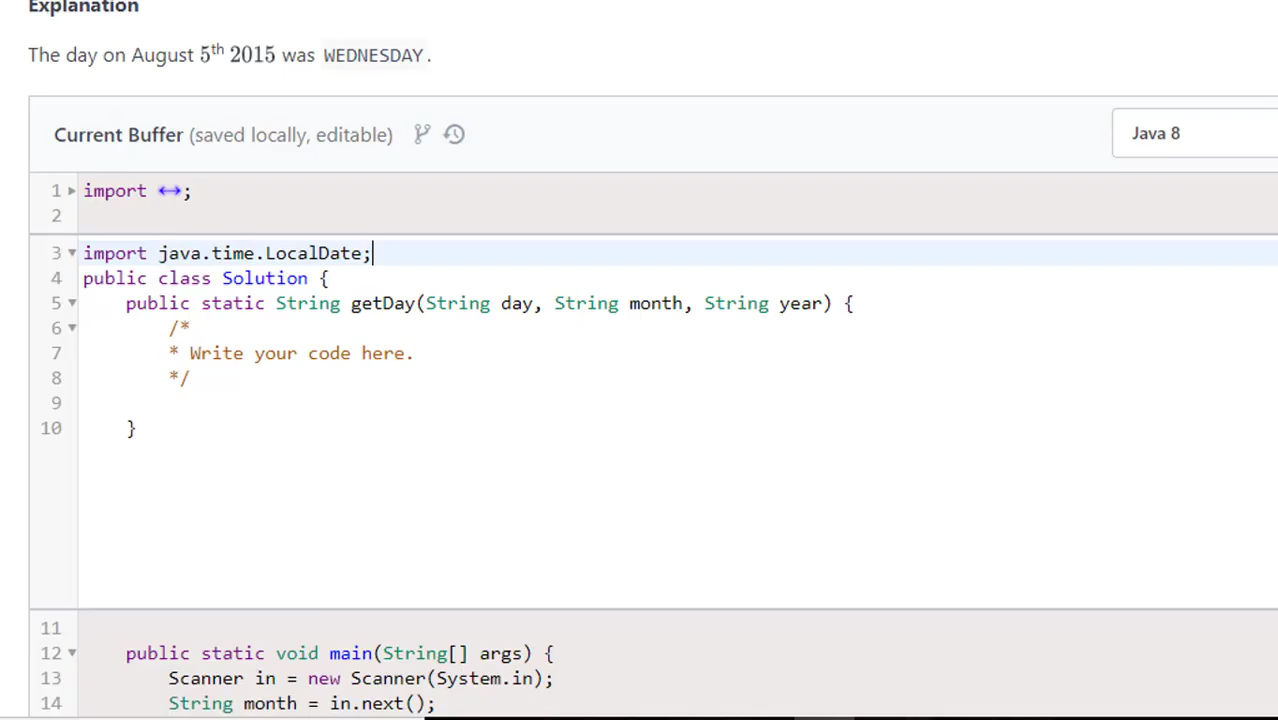 Explanation
The day on August 5th 2015 was WEDNESDAY.
Current Buffer (saved locally, editable)
Java 8
1 import ↔;
2
3 import java.time.LocalDate;
4 public class Solution {
5 public static String getDay(String day, String month, String year) {
6 /*
7 * Write your code here.
8 */
9
10 }
11
12 public static void main(String[] args) {
13 Scanner in = new Scanner(System.in);
14 String month = in.next();